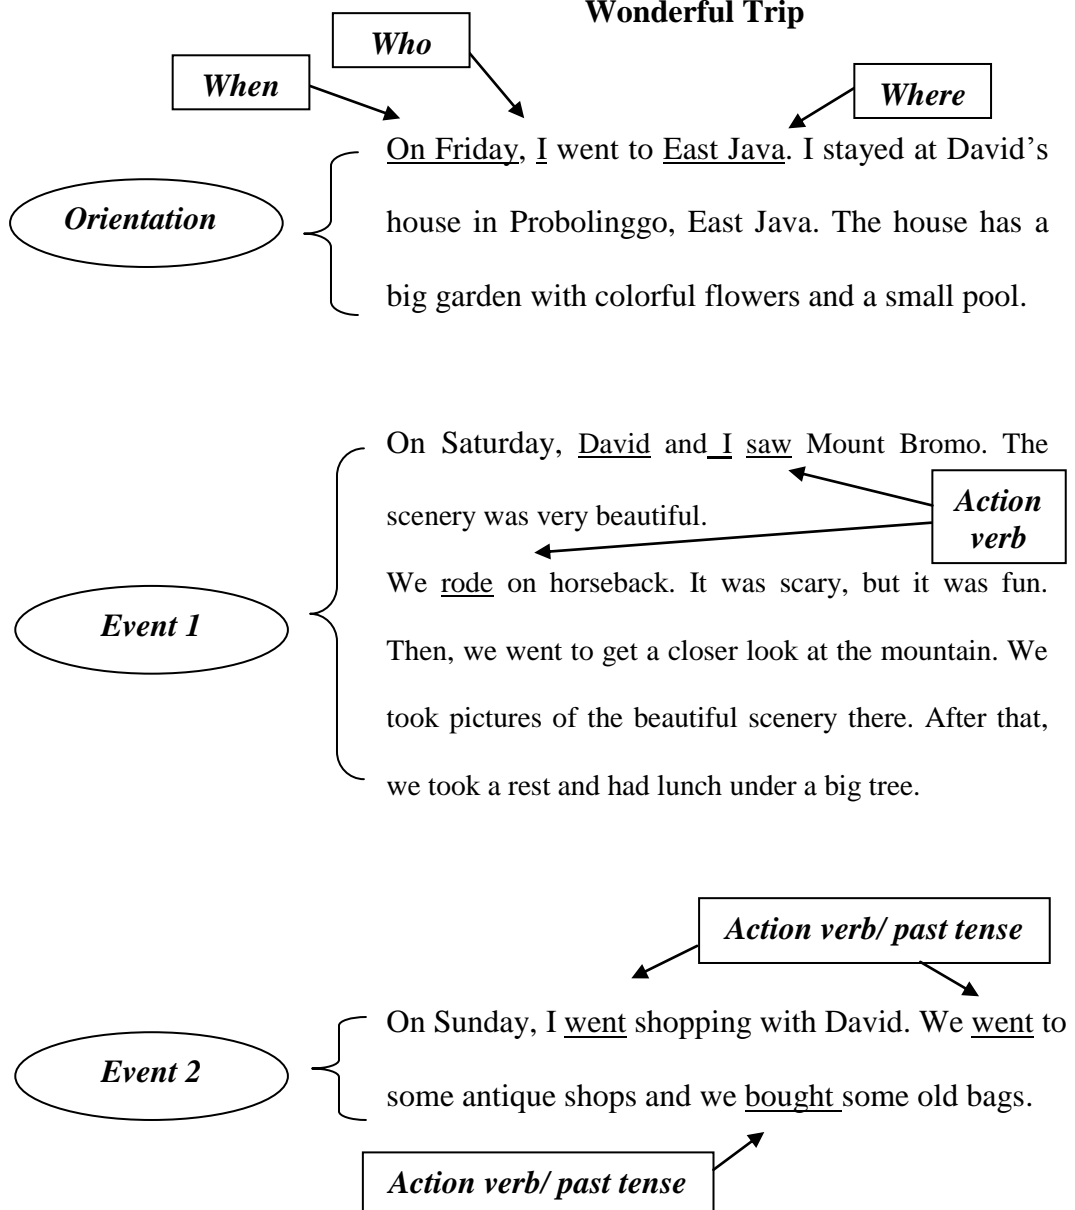 Wonderful Trip
Who
When
Where
On Friday, I went to East Java. I stayed at David’s
Orientation
house in Probolinggo, East Java. The house has a
big garden with colorful flowers and a small pool.
On Saturday, David and I saw Mount Bromo. The
Action
verb
scenery was very beautiful.
We rode on horseback. It was scary, but it was fun.
Event 1
Then, we went to get a closer look at the mountain. We
took pictures of the beautiful scenery there. After that,
we took a rest and had lunch under a big tree.
Action verb/ past tense
On Sunday, I went shopping with David. We went to
Event 2
some antique shops and we bought some old bags.
Action verb/ past tense